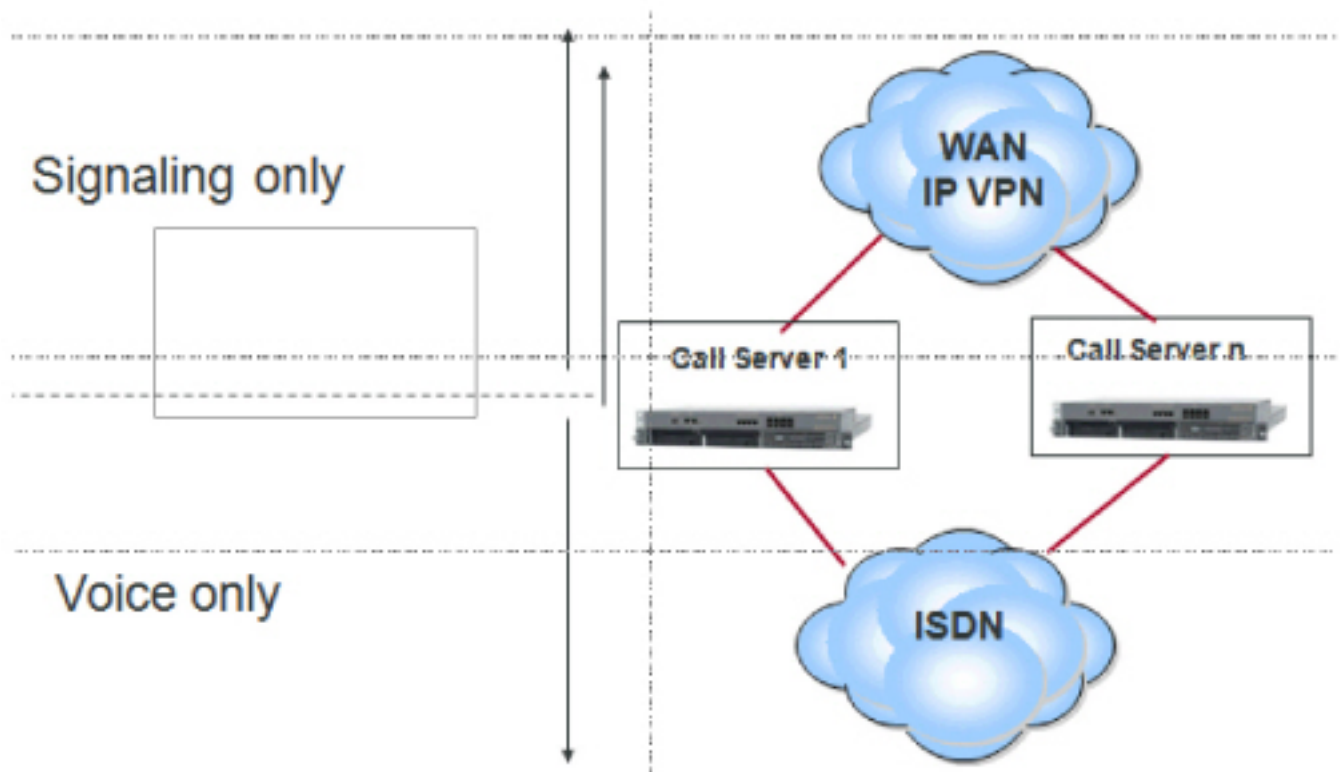 Signaling only
WAN
IP VPN
Call Server 1
Call Server n
Voice only
ISDN